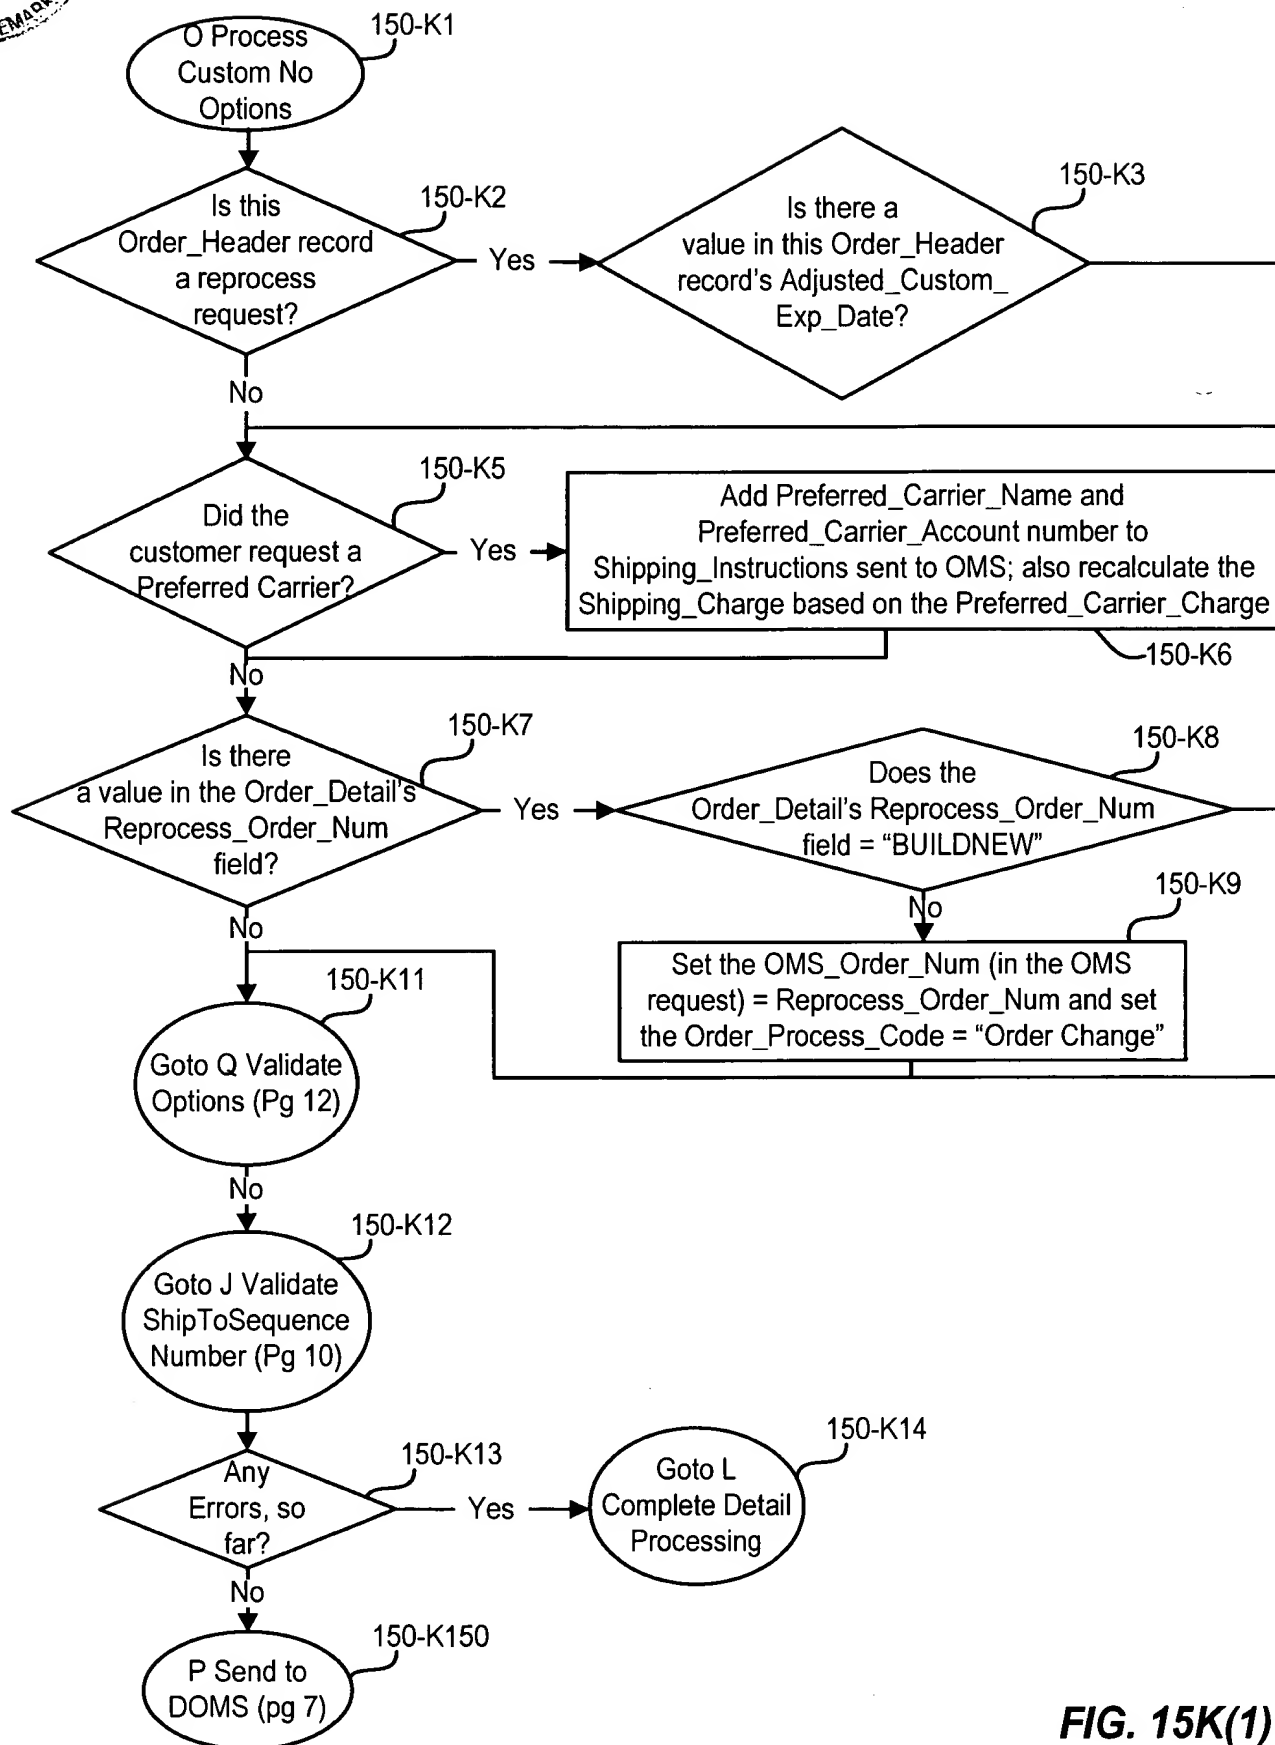 O Process
Custom No
Options
150-K1
Is this
Order_Header record
a reprocess
request?
150-K2
Yes
Is there a
value in this Order_Header
record's Adjusted_Custom_
Exp_Date?
150-K3
No
Did the
customer request a
Preferred Carrier?
150-K5
Yes
Add Preferred_Carrier_Name and
Preferred_Carrier_Account number to
Shipping_Instructions sent to OMS; also recalculate the
Shipping_Charge based on the Preferred_Carrier_Charge
150-K6
No
Is there
a value in the Order_Detail's
Reprocess_Order_Num
field?
150-K7
Yes
Does the
Order_Detail's Reprocess_Order_Num
field = “BUILDNEW”
150-K8
No
No
150-K9
Set the OMS_Order_Num (in the OMS
request) = Reprocess_Order_Num and set
the Order_Process_Code = “Order Change”
150-K11
Goto Q Validate
Options (Pg 12)
No
150-K12
Goto J Validate
ShipToSequence
Number (Pg 10)
Any
Errors, so
far?
150-K13
Yes
Goto L
Complete Detail
Processing
150-K14
No
150-K150
P Send to
DOMS (pg 7)
FIG. 15K(1)